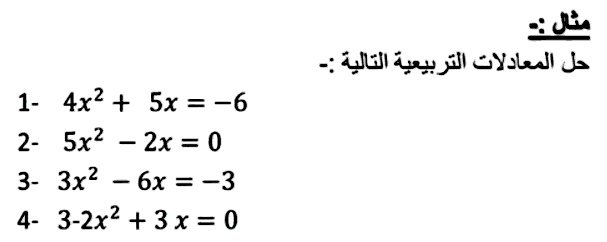 مثال :-
حل المعادلات التربيعية التالية :-
1- 4x² + 5x = −6
2- 5x² − 2x = 0
3- 3x² − 6x = −3
4- 3-2x² + 3 x = 0